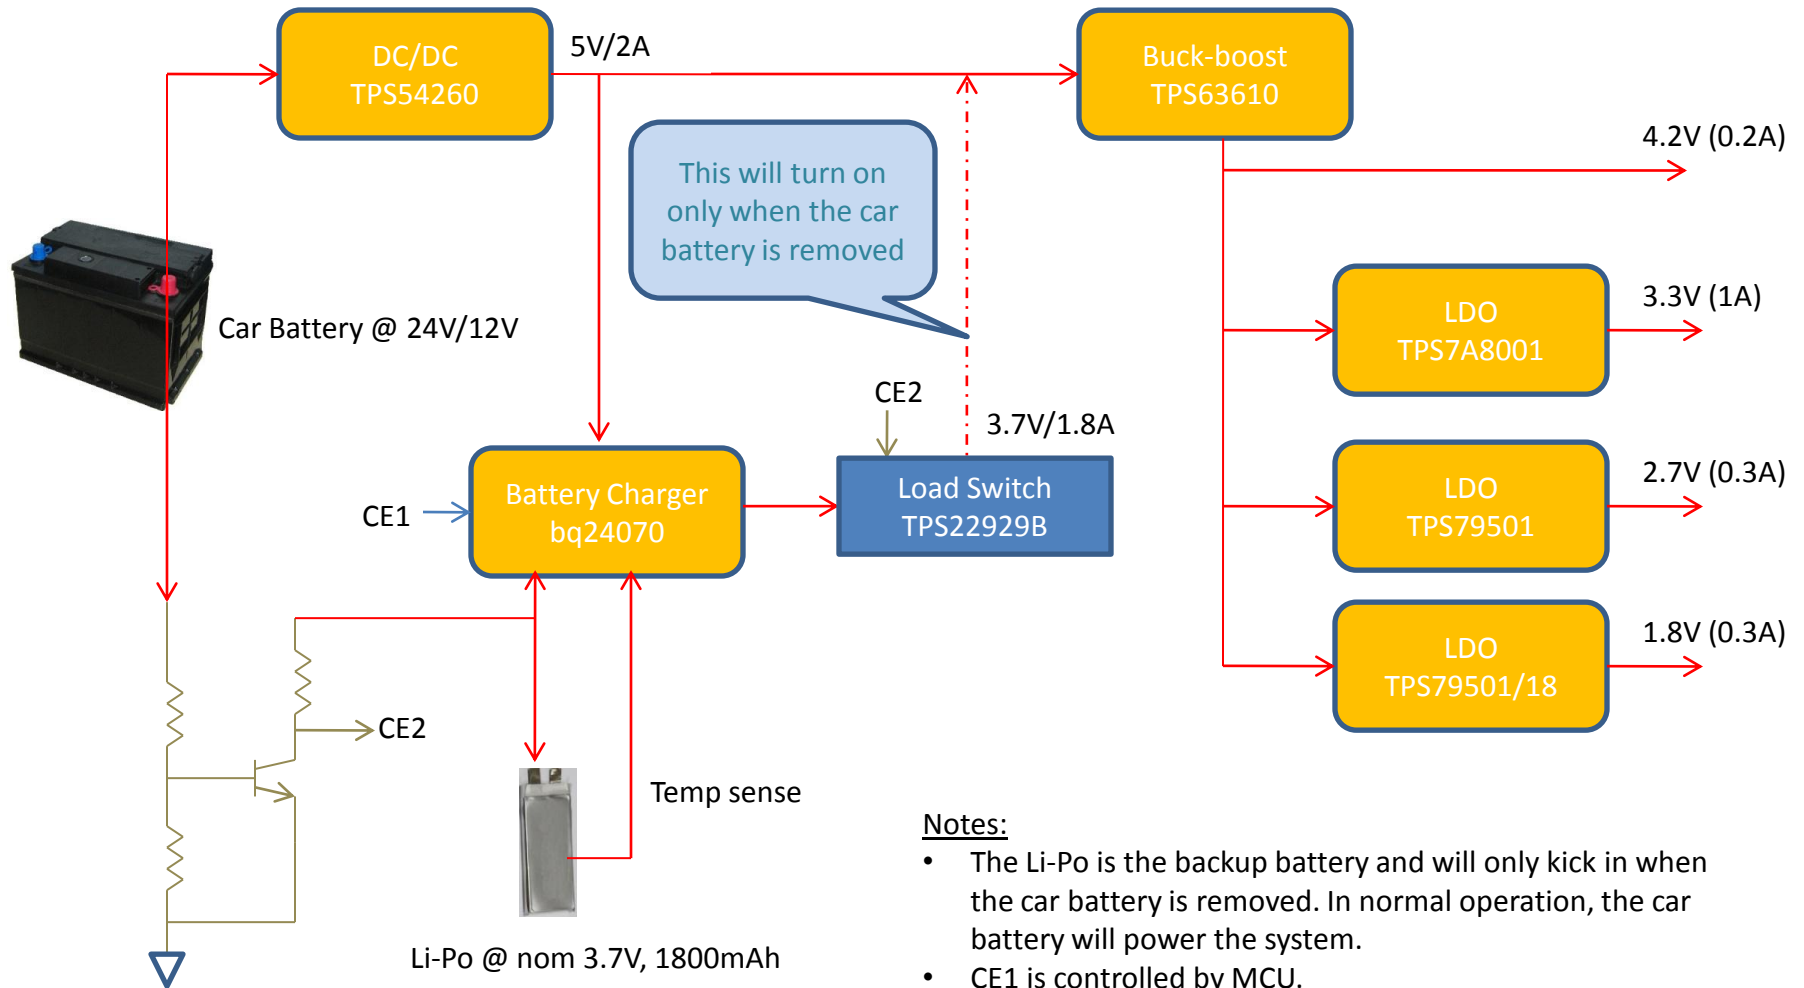 DC/DC
TPS54260
5V/2A
Buck-boost
TPS63610
4.2V (0.2A)
This will turn on
only when the car
battery is removed
Car Battery @ 24V/12V
LDO
TPS7A8001
3.3V (1A)
CE2
3.7V/1.8A
Battery Charger
bq24070
CE1
Load Switch
TPS22929B
LDO
TPS79501
2.7V (0.3A)
LDO
TPS79501/18
1.8V (0.3A)
CE2
Temp sense
Li-Po @ nom 3.7V, 1800mAh
Notes:
• The Li-Po is the backup battery and will only kick in when
the car battery is removed. In normal operation, the car
battery will power the system.
• CE1 is controlled by MCU.